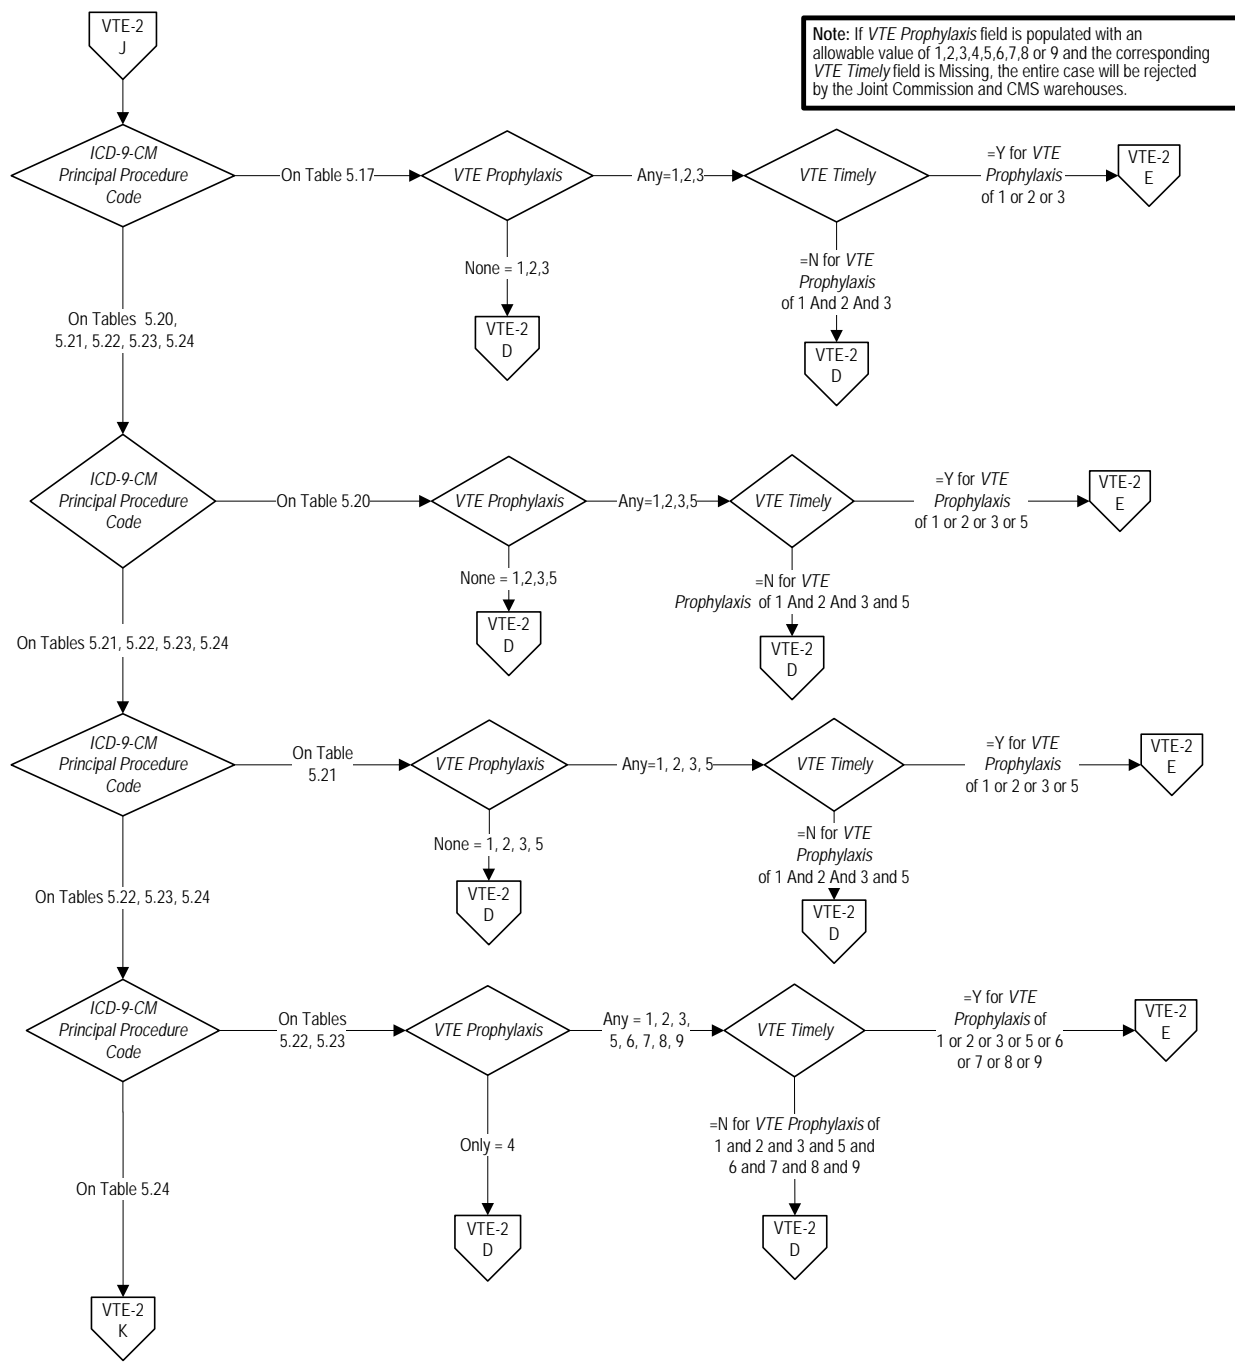 VTE-2
J
Note: If VTE Prophylaxis field is populated with an
allowable value of 1,2,3,4,5,6,7,8 or 9 and the corresponding
VTE Timely field is Missing, the entire case will be rejected
by the Joint Commission and CMS warehouses.
ICD-9-CM
Principal Procedure
Code
On Table 5.17
VTE Prophylaxis
Any=1,2,3
VTE Timely
=Y for VTE
Prophylaxis
of 1 or 2 or 3
VTE-2
E
None = 1,2,3
VTE-2
D
=N for VTE
Prophylaxis
of 1 And 2 And 3
VTE-2
D
On Tables 5.20,
5.21, 5.22, 5.23, 5.24
ICD-9-CM
Principal Procedure
Code
On Table 5.20
VTE Prophylaxis
Any=1,2,3,5
VTE Timely
=Y for VTE
Prophylaxis
of 1 or 2 or 3 or 5
VTE-2
E
None = 1,2,3,5
VTE-2
D
=N for VTE
Prophylaxis of 1 And 2 And 3 and 5
VTE-2
D
On Tables 5.21, 5.22, 5.23, 5.24
ICD-9-CM
Principal Procedure
Code
On Table
5.21
VTE Prophylaxis
Any=1, 2, 3, 5
VTE Timely
=Y for VTE
Prophylaxis
of 1 or 2 or 3 or 5
VTE-2
E
None = 1, 2, 3, 5
VTE-2
D
=N for VTE
Prophylaxis
of 1 And 2 And 3 and 5
VTE-2
D
On Tables 5.22, 5.23, 5.24
ICD-9-CM
Principal Procedure
Code
On Tables
5.22, 5.23
VTE Prophylaxis
Any = 1, 2, 3,
5, 6, 7, 8, 9
VTE Timely
=Y for VTE
Prophylaxis of
1 or 2 or 3 or 5 or 6
or 7 or 8 or 9
VTE-2
E
Only = 4
VTE-2
D
=N for VTE Prophylaxis of
1 and 2 and 3 and 5 and
6 and 7 and 8 and 9
VTE-2
D
On Table 5.24
VTE-2
K